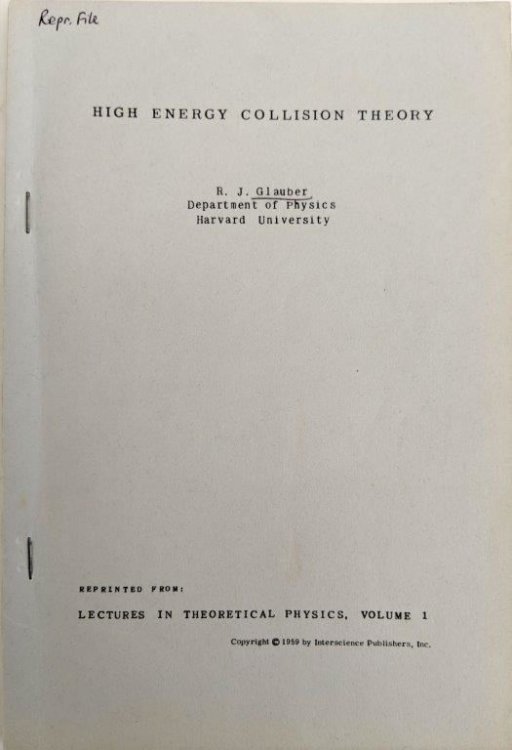 Repr. File
HIGH ENERGY COLLISION THEORY
R. J. Glauber
Department of Physics
Harvard University
REPRINTED FROM:
LECTURES IN THEORETICAL PHYSICS, VOLUME 1
Copyright © 1959 by Interscience Publishers, Inc.